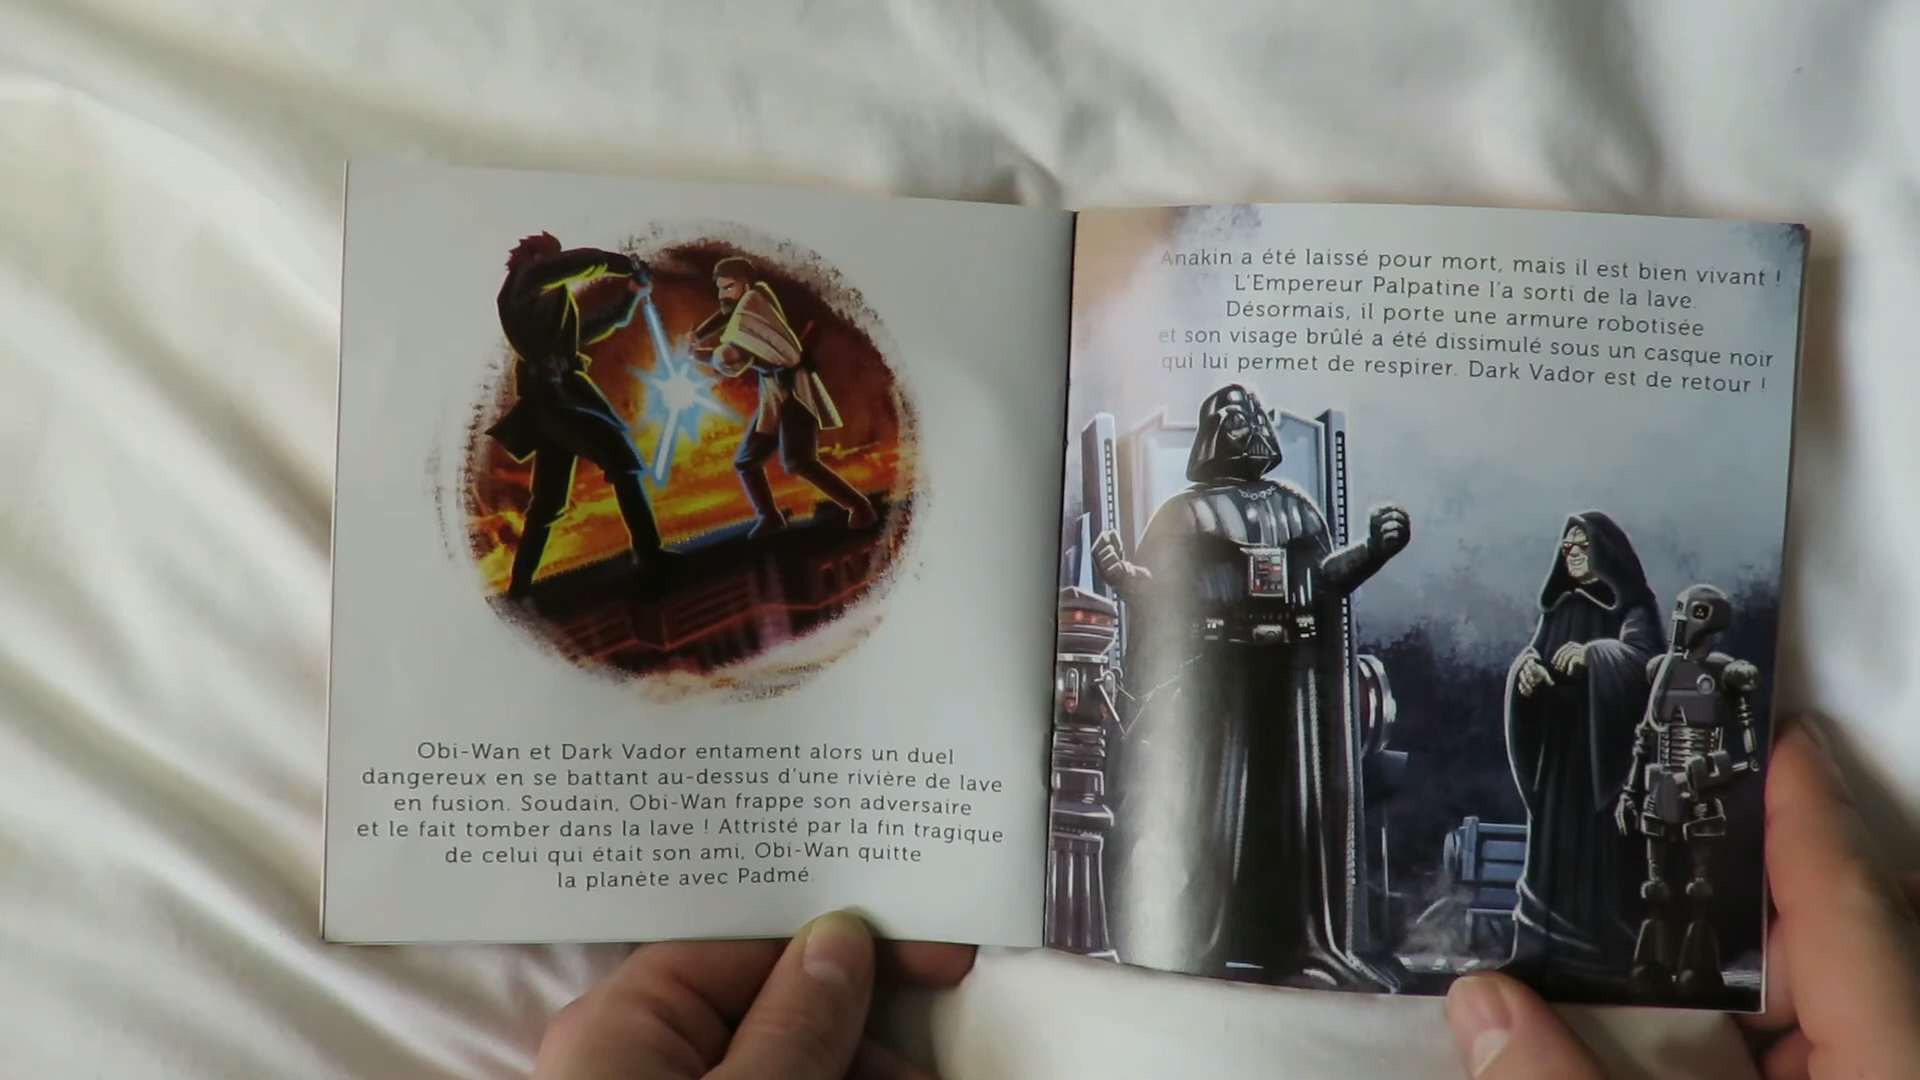 Obi-Wan et Dark Vador entament alors un duel
dangereux en se battant au-dessus d'une rivière de lave
en fusion. Soudain, Obi-Wan frappe son adversaire
et le fait tomber dans la lave ! Attristé par la fin tragique
de celui qui était son ami, Obi-Wan quitte
la planète avec Padmé.
Anakin a été laissé pour mort, mais il est bien vivant !
L'Empereur Palpatine l'a sorti de la lave.
Désormais, il porte une armure robotisée
et son visage brûlé a été dissimulé sous un casque noir
qui lui permet de respirer. Dark Vador est de retour !